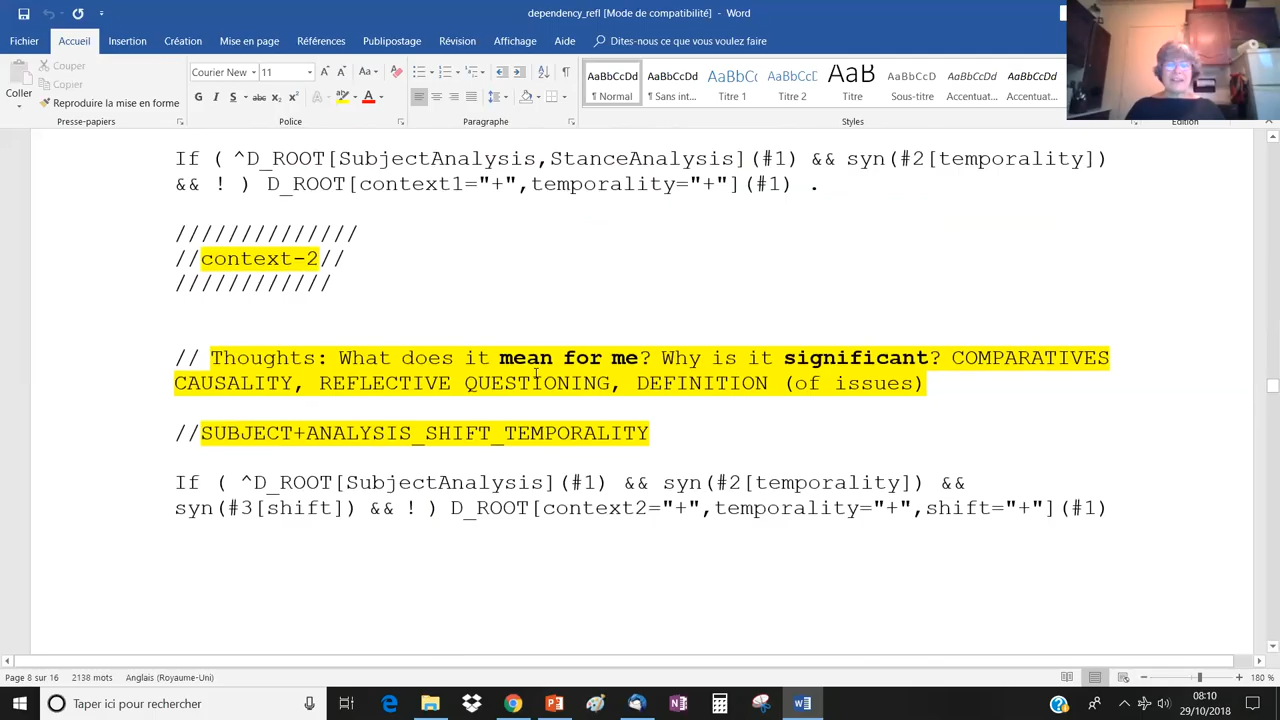 dependency_refl [Mode de compatibilité] - Word
Fichier Accueil Insertion Création Mise en page Références Publipostage Révision Affichage Aide Dites-nous ce que vous voulez faire
Coller
Couper
Copier
Reproduire la mise en forme
Courier New 11
G I S abc x₂ x²
AaBbCcDd AaBbCcDd AaBbCc AaBbCcD AaB AaBbCcD AaBbCcDd AaBbCcDd
¶ Normal ¶ Sans int... Titre 1 Titre 2 Titre Sous-titre Accentuat... Accentuat...
Presse-papiers Police Paragraphe Styles Édition
If ( ^D_ROOT[SubjectAnalysis,StanceAnalysis](#1) && syn(#2[temporality])
&& ! ) D_ROOT[context1="+",temporality="+"](#1) .
//////////////
//context-2//
////////////
// Thoughts: What does it mean for me? Why is it significant? COMPARATIVES
CAUSALITY, REFLECTIVE QUESTIONING, DEFINITION (of issues)
//SUBJECT+ANALYSIS_SHIFT_TEMPORALITY
If ( ^D_ROOT[SubjectAnalysis](#1) && syn(#2[temporality]) &&
syn(#3[shift]) && ! ) D_ROOT[context2="+",temporality="+",shift="+"](#1)
Page 8 sur 16 2138 mots Anglais (Royaume-Uni) 180 %
Taper ici pour rechercher
08:10
29/10/2018